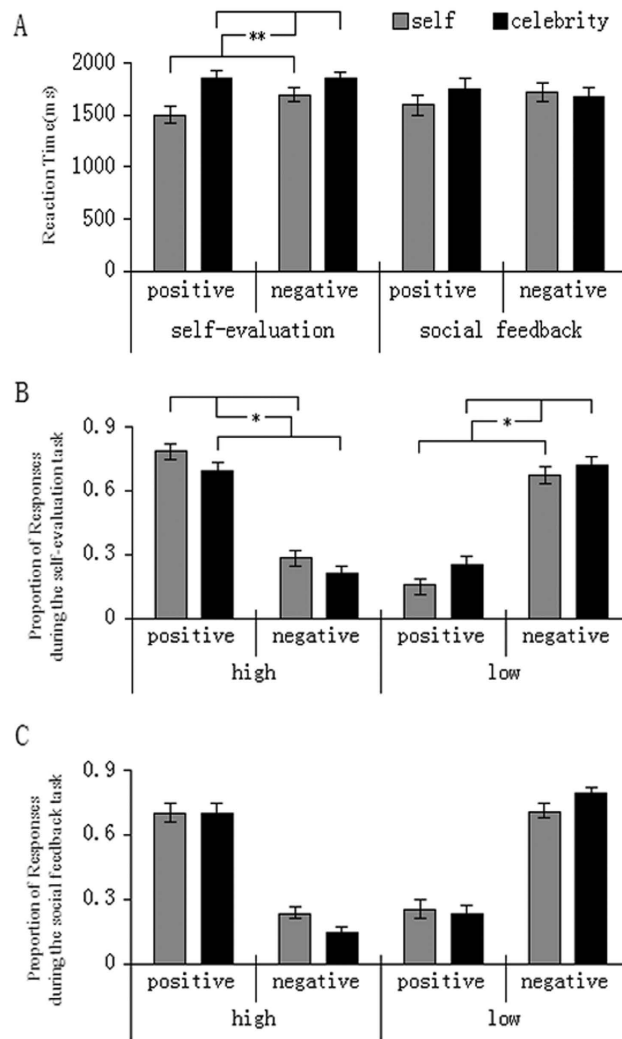 A
self
celebrity
**
Reaction Time(ms)
2000
1500
1000
500
0
positive
negative
positive
negative
self-evaluation
social feedback
B
*
*
Proportion of Responses
during the self-evaluation task
0.9
0.6
0.3
0
positive
negative
positive
negative
high
low
C
Proportion of Responses
during the social feedback task
0.9
0.6
0.3
0
positive
negative
positive
negative
high
low